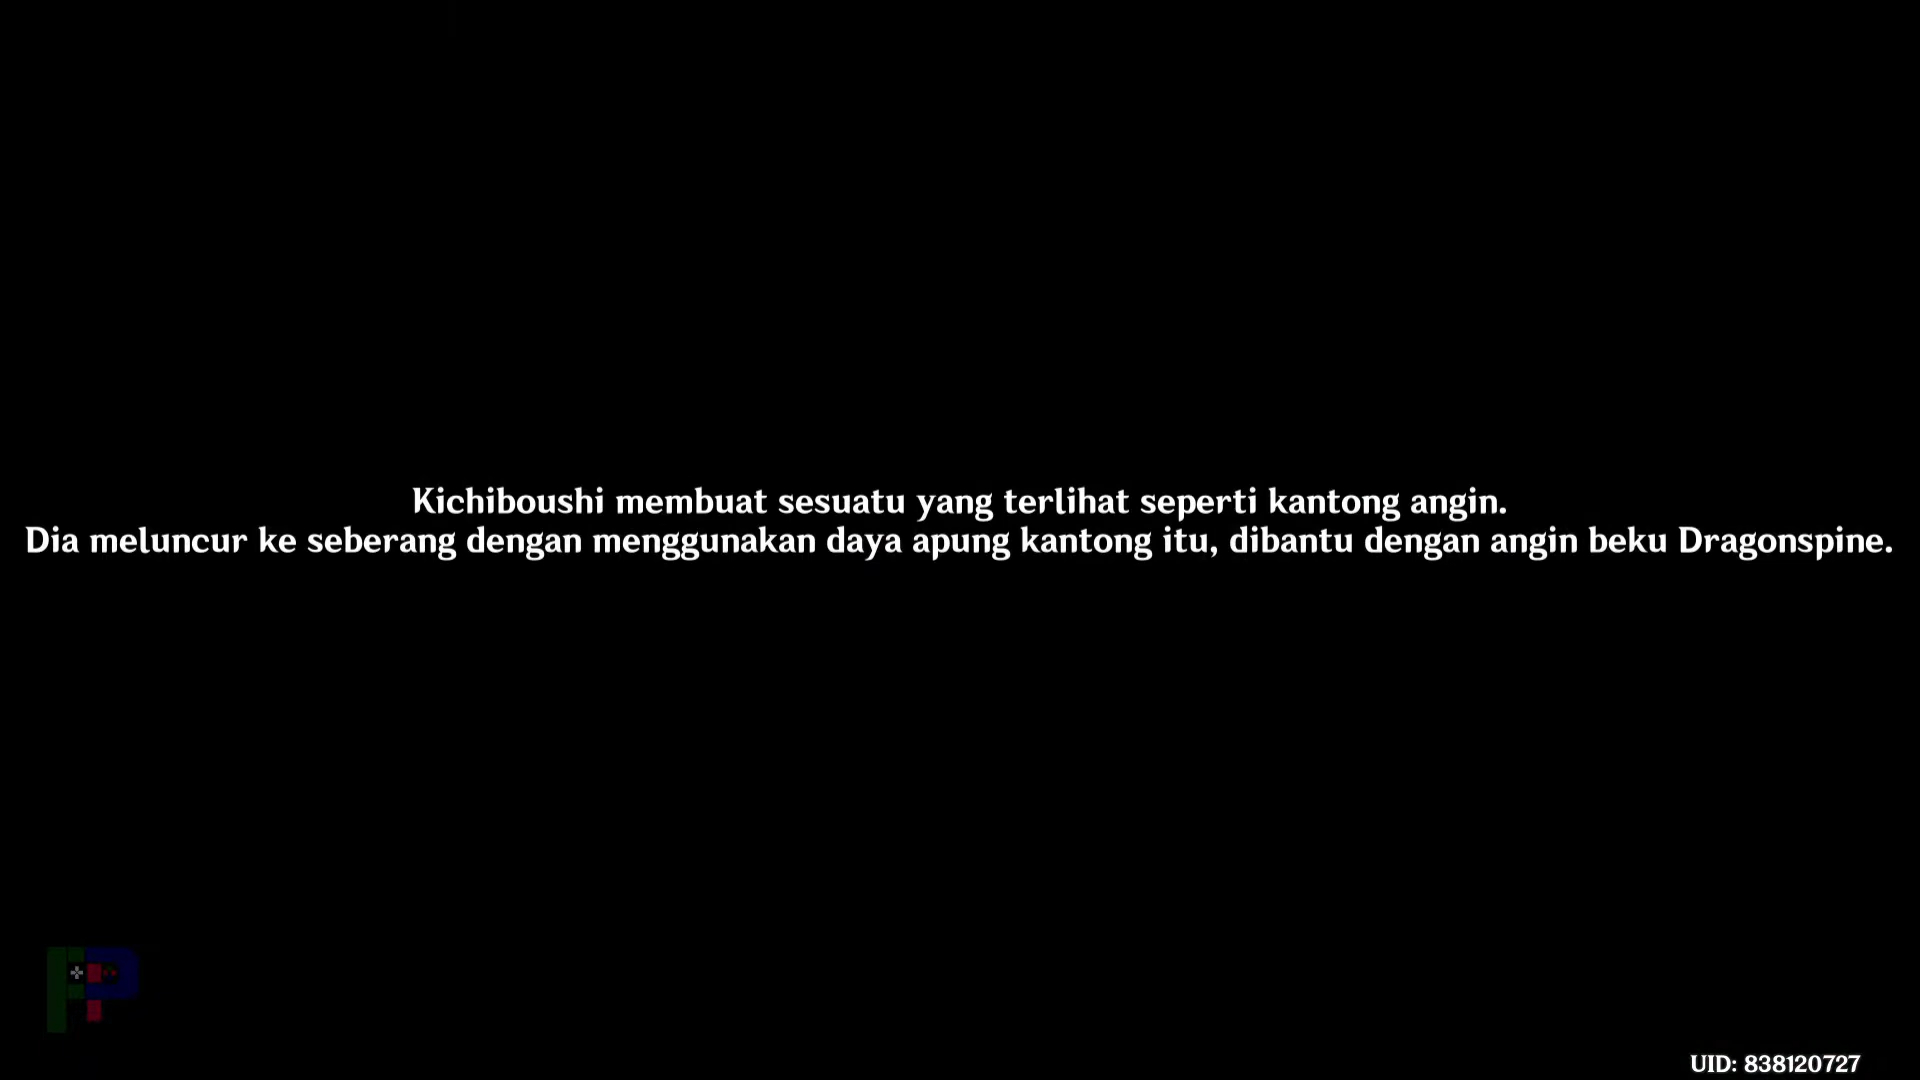 Kichiboushi membuat sesuatu yang terlihat seperti kantong angin.
Dia meluncur ke seberang dengan menggunakan daya apung kantong itu, dibantu dengan angin beku Dragonspine.
UID: 838120727